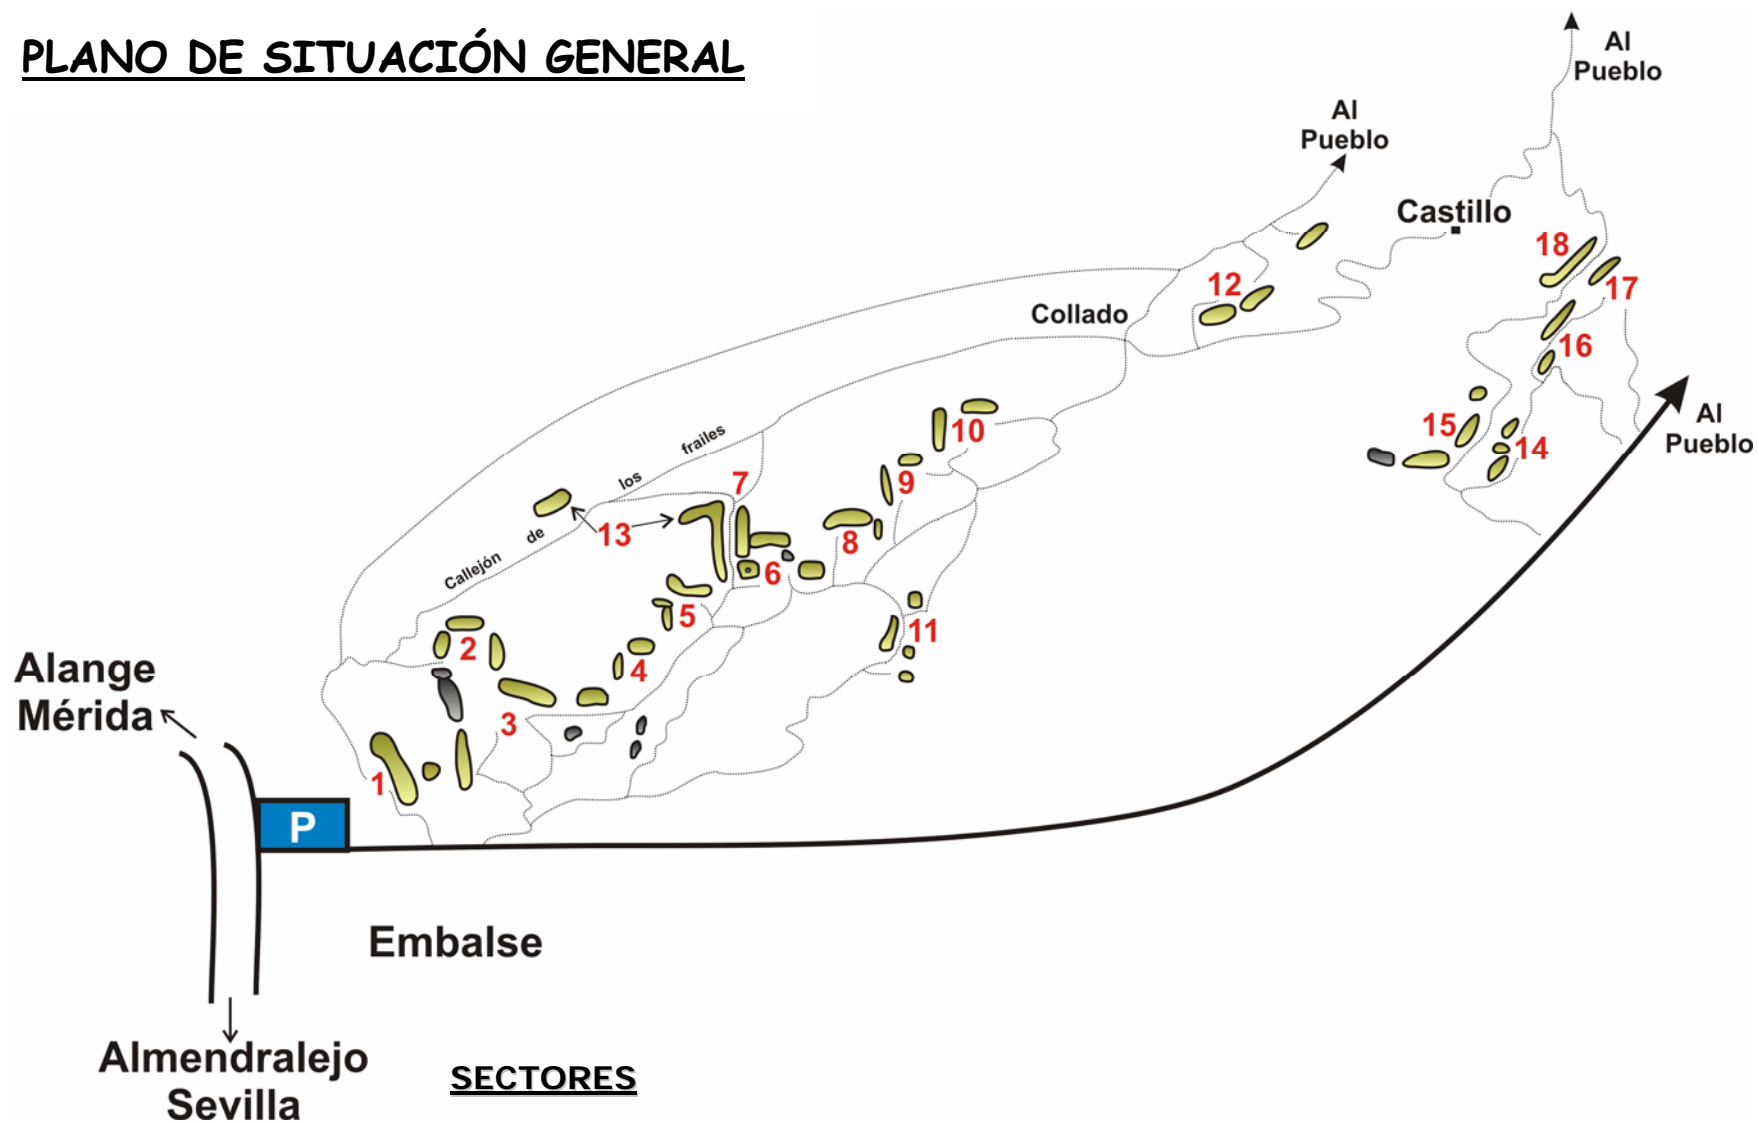 PLANO DE SITUACIÓN GENERAL
Al
Pueblo
Al
Pueblo
Castillo
18
17
12
Collado
16
Al
Pueblo
15
14
10
frailes
los
7
9
13
de
8
Callejón
6
5
11
2
4
Alange
Mérida
3
1
P
Embalse
Almendralejo
Sevilla
SECTORES